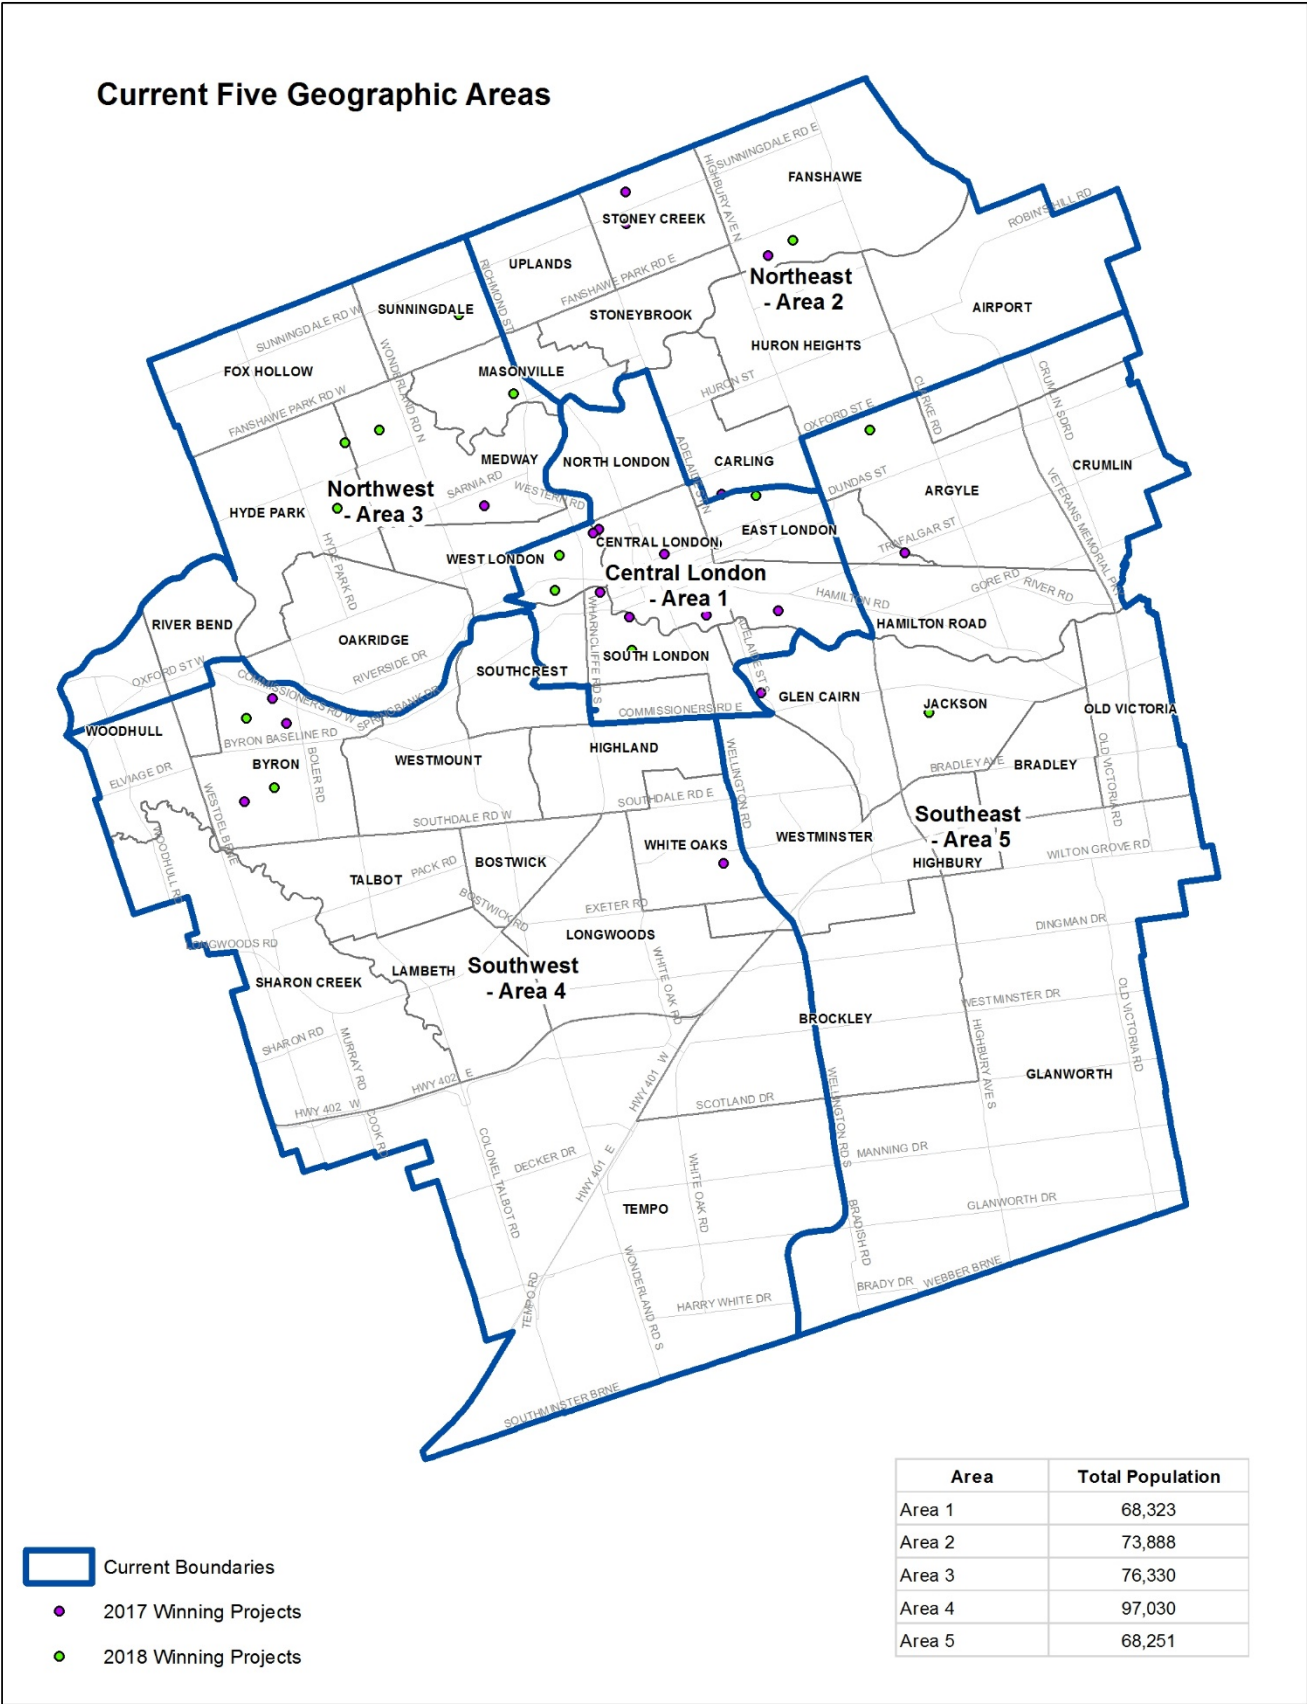 Current Five Geographic Areas
SUNNINGDALE RD E
HIGHBURY AVE N
FANSHAWE
ROBIN'S HILL RD
STONEY CREEK
UPLANDS
RICHMOND ST
FANSHAWE PARK RD E
Northeast
- Area 2
SUNNINGDALE
SUNNINGDALE RD W
STONEYBROOK
AIRPORT
HURON HEIGHTS
WONDERLAND RD N
FOX HOLLOW
MASONVILLE
FANSHAWE PARK RD W
HURON ST
CLARKE RD
CRUMLIN SDRD
OXFORD ST E
ADELAIDE ST N
MEDWAY
NORTH LONDON
CARLING
CRUMLIN
Northwest
- Area 3
SARNIA RD
WESTERN RD
DUNDAS ST
ARGYLE
VETERANS MEMORIAL PKY
HYDE PARK
HYDE PARK RD
EAST LONDON
CENTRAL LONDON
TRAFALGAR ST
WEST LONDON
Central London
- Area 1
GORE RD
RIVER RD
HAMILTON RD
WHARNCLIFFE RD S
RIVER BEND
OAKRIDGE
HAMILTON ROAD
ADELAIDE ST S
SOUTH LONDON
OXFORD ST W
RIVERSIDE DR
SOUTHCREST
COMMISSIONERS RD W
SPRINGBANK DR
GLEN CAIRN
JACKSON
OLD VICTORIA
COMMISSIONERS RD E
WOODHULL
BYRON BASELINE RD
HIGHLAND
WELLINGTON RD
BYRON
BOLER RD
WESTMOUNT
BRADLEY AVE
BRADLEY
OLD VICTORIA RD
ELVIAGE DR
WESTDEL BRNE
SOUTHDALE RD E
SOUTHDALE RD W
Southeast
- Area 5
WESTMINSTER
WHITE OAKS
WOODHULL RD
HIGHBURY
WILTON GROVE RD
BOSTWICK
PACK RD
TALBOT
BOSTWICK RD
EXETER RD
DINGMAN DR
LONGWOODS RD
LONGWOODS
LAMBETH
Southwest
- Area 4
SHARON CREEK
WHITE OAK RD
WESTMINSTER DR
OLD VICTORIA RD
BROCKLEY
SHARON RD
MURRAY RD
HIGHBURY AVE S
GLANWORTH
HWY 401 W
HWY 402 E
HWY 402 W
COOK RD
SCOTLAND DR
WELLINGTON RD S
COLONEL TALBOT RD
DECKER DR
HWY 401 E
WHITE OAK RD
MANNING DR
TEMPO
GLANWORTH DR
BRADISH RD
WONDERLAND RD S
TEMPO RD
HARRY WHITE DR
BRADY DR
WEBBER BRNE
SOUTHMINSTER BRNE
Area Total Population
Area 1 68,323
Area 2 73,888
Area 3 76,330
Area 4 97,030
Area 5 68,251
Current Boundaries
2017 Winning Projects
2018 Winning Projects